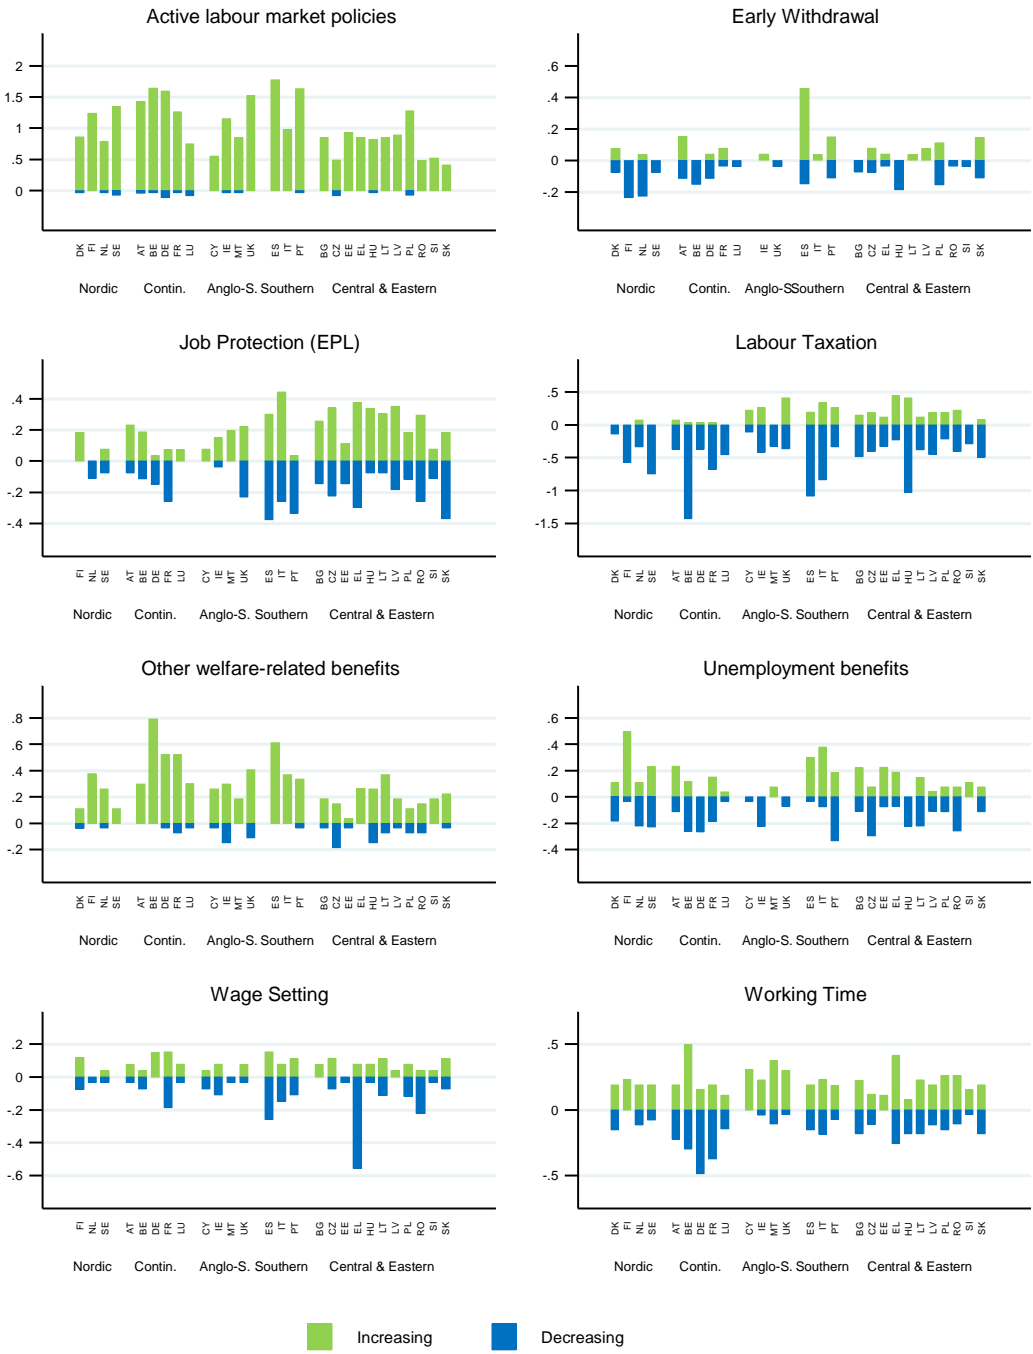 Active labour market policies
2
1.5
1
.5
0
DK FI NL SE AT BE DE FR LU CY IE MT UK ES IT PT BG CZ EE EL HU LT LV PL RO SI SK
Nordic Contin. Anglo-S. Southern Central & Eastern
Early Withdrawal
.6
.4
.2
0
-.2
DK FI NL SE AT BE DE FR LU IE UK ES IT PT BG CZ EL HU LT LV PL RO SI SK
Nordic Contin. Anglo-S. Southern Central & Eastern
Job Protection (EPL)
.4
.2
0
-.2
-.4
FI NL SE AT BE DE FR LU CY IE MT UK ES IT PT BG CZ EE EL HU LT LV PL RO SI SK
Nordic Contin. Anglo-S. Southern Central & Eastern
Labour Taxation
.5
0
-.5
-1
-1.5
DK FI NL SE AT BE DE FR LU CY IE MT UK ES IT PT BG CZ EE EL HU LT LV PL RO SI SK
Nordic Contin. Anglo-S. Southern Central & Eastern
Other welfare-related benefits
.8
.6
.4
.2
0
-.2
DK FI NL SE AT BE DE FR LU CY IE MT UK ES IT PT BG CZ EE EL HU LT LV PL RO SI SK
Nordic Contin. Anglo-S. Southern Central & Eastern
Unemployment benefits
.6
.4
.2
0
-.2
-.4
DK FI NL SE AT BE DE FR LU CY IE MT UK ES IT PT BG CZ EE EL HU LT LV PL RO SI SK
Nordic Contin. Anglo-S. Southern Central & Eastern
Wage Setting
.2
0
-.2
-.4
-.6
FI NL SE AT BE DE FR LU CY IE MT UK ES IT PT BG CZ EE EL HU LT LV PL RO SI SK
Nordic Contin. Anglo-S. Southern Central & Eastern
Working Time
.5
0
-.5
DK FI NL SE AT BE DE FR LU CY IE MT UK ES IT PT BG CZ EE EL HU LT LV PL RO SI SK
Nordic Contin. Anglo-S. Southern Central & Eastern
Increasing Decreasing